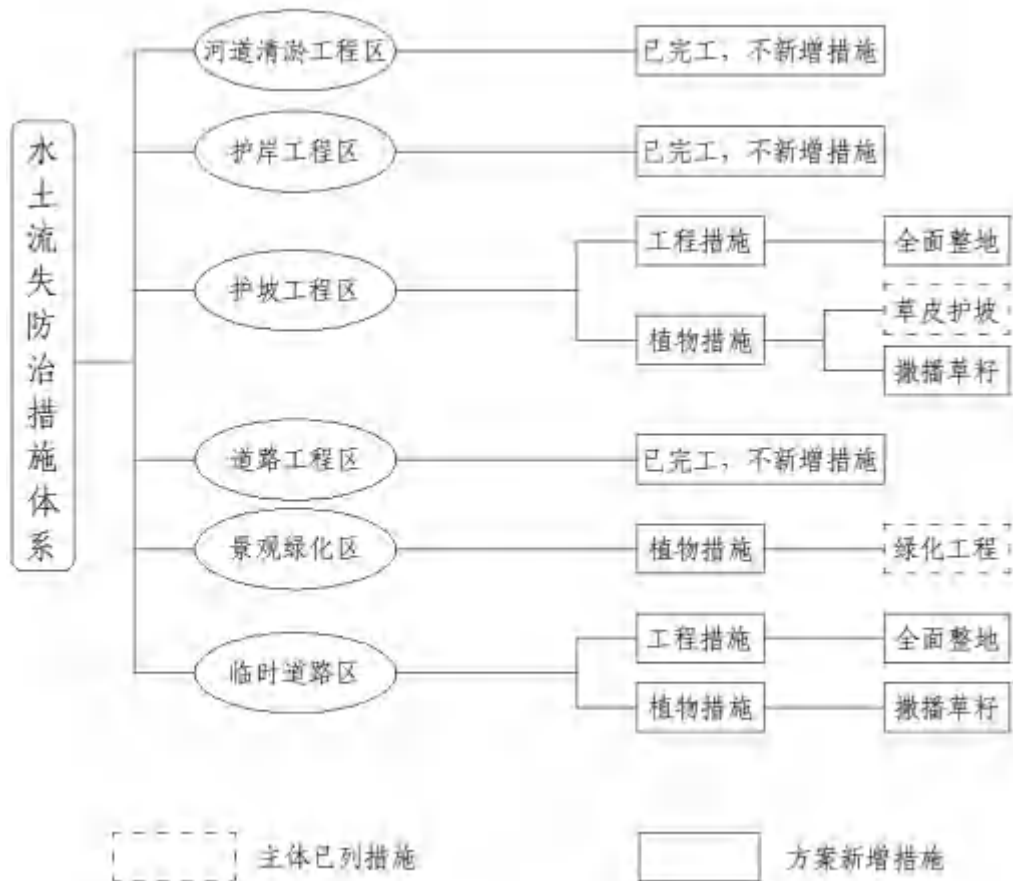 水土流失防治措施体系
河道清淤工程区
已完工，不新增措施
护岸工程区
已完工，不新增措施
护坡工程区
工程措施
全面整地
植物措施
草皮护坡
撒播草籽
道路工程区
已完工，不新增措施
景观绿化区
植物措施
绿化工程
临时道路区
工程措施
全面整地
植物措施
撒播草籽
主体已列措施
方案新增措施